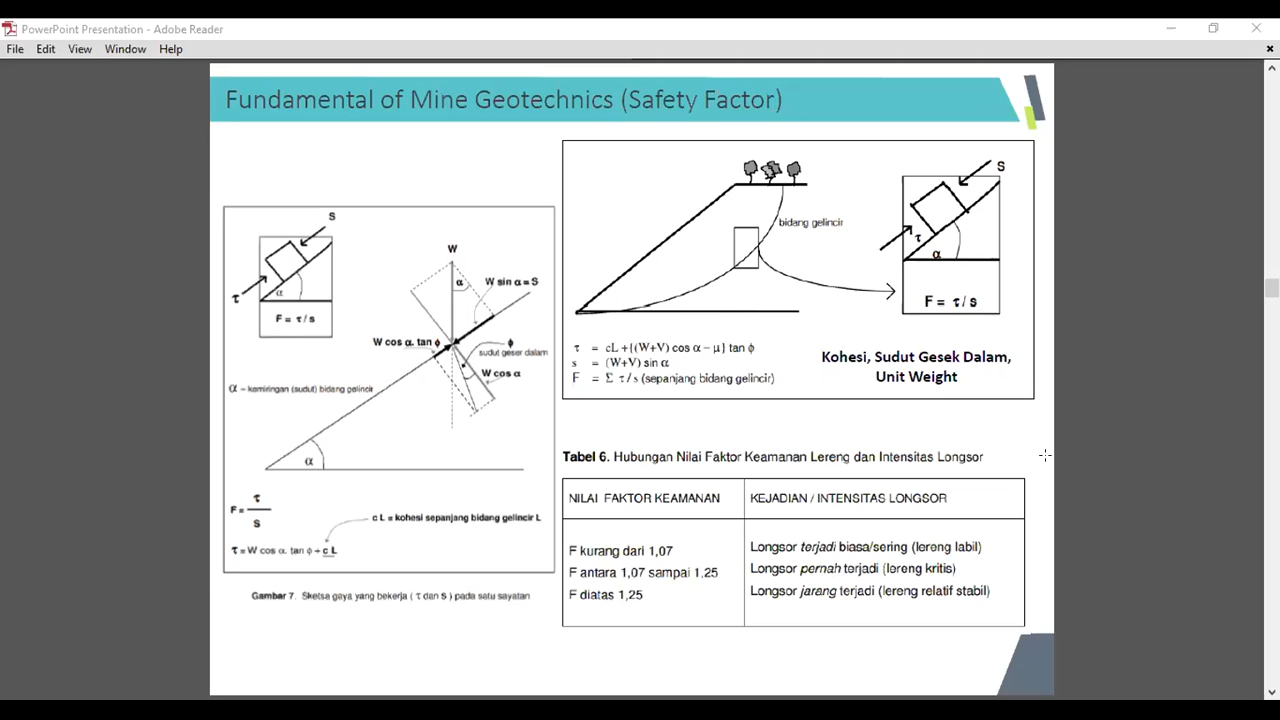 PowerPoint Presentation - Adobe Reader
File Edit View Window Help
Fundamental of Mine Geotechnics (Safety Factor)
S
τ
α
F = τ / s
W
α
W sin α = S
W cos α. tan ϕ
ϕ
sudut geser dalam
W cos α
α – kemiringan (sudut) bidang gelincir
α
F = τ / S
c L = kohesi sepanjang bidang gelincir L
τ = W cos α. tan ϕ + c L
Gambar 7. Sketsa gaya yang bekerja ( τ dan S ) pada satu sayatan
bidang gelincir
S
τ
α
F = τ / s
τ = cL + [(W+V) cos α – μ] tan ϕ
s = (W+V) sin α
F = Σ τ / s (sepanjang bidang gelincir)
Kohesi, Sudut Gesek Dalam,
Unit Weight
Tabel 6. Hubungan Nilai Faktor Keamanan Lereng dan Intensitas Longsor
NILAI FAKTOR KEAMANAN KEJADIAN / INTENSITAS LONGSOR
F kurang dari 1,07 Longsor terjadi biasa/sering (lereng labil)
F antara 1,07 sampai 1,25 Longsor pernah terjadi (lereng kritis)
F diatas 1,25 Longsor jarang terjadi (lereng relatif stabil)